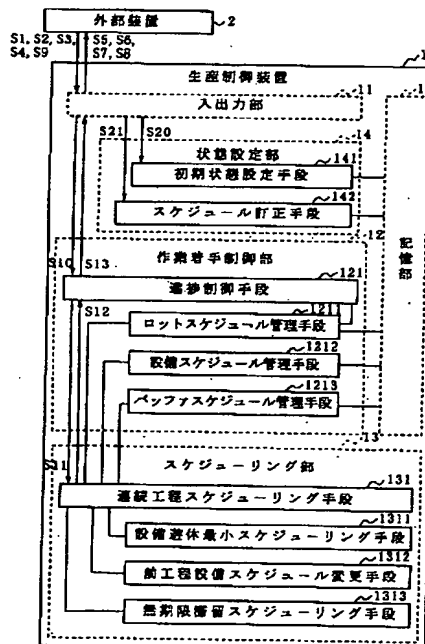 外部装置
2
S1, S2, S3,
S4, S9
S5, S6,
S7, S8
1
生産制御装置
11
入出力部
S21
S20
14
状態設定部
141
初期状態設定手段
142
スケジュール訂正手段
12
作業着手制御部
S10
S13
121
進捗制御手段
S12
1211
ロットスケジュール管理手段
1212
設備スケジュール管理手段
1213
バッファスケジュール管理手段
記憶部
13
スケジューリング部
S11
131
連続工程スケジューリング手段
1311
設備遊休最小スケジューリング手段
1312
前工程設備スケジュール変更手段
1313
無期限滞留スケジューリング手段